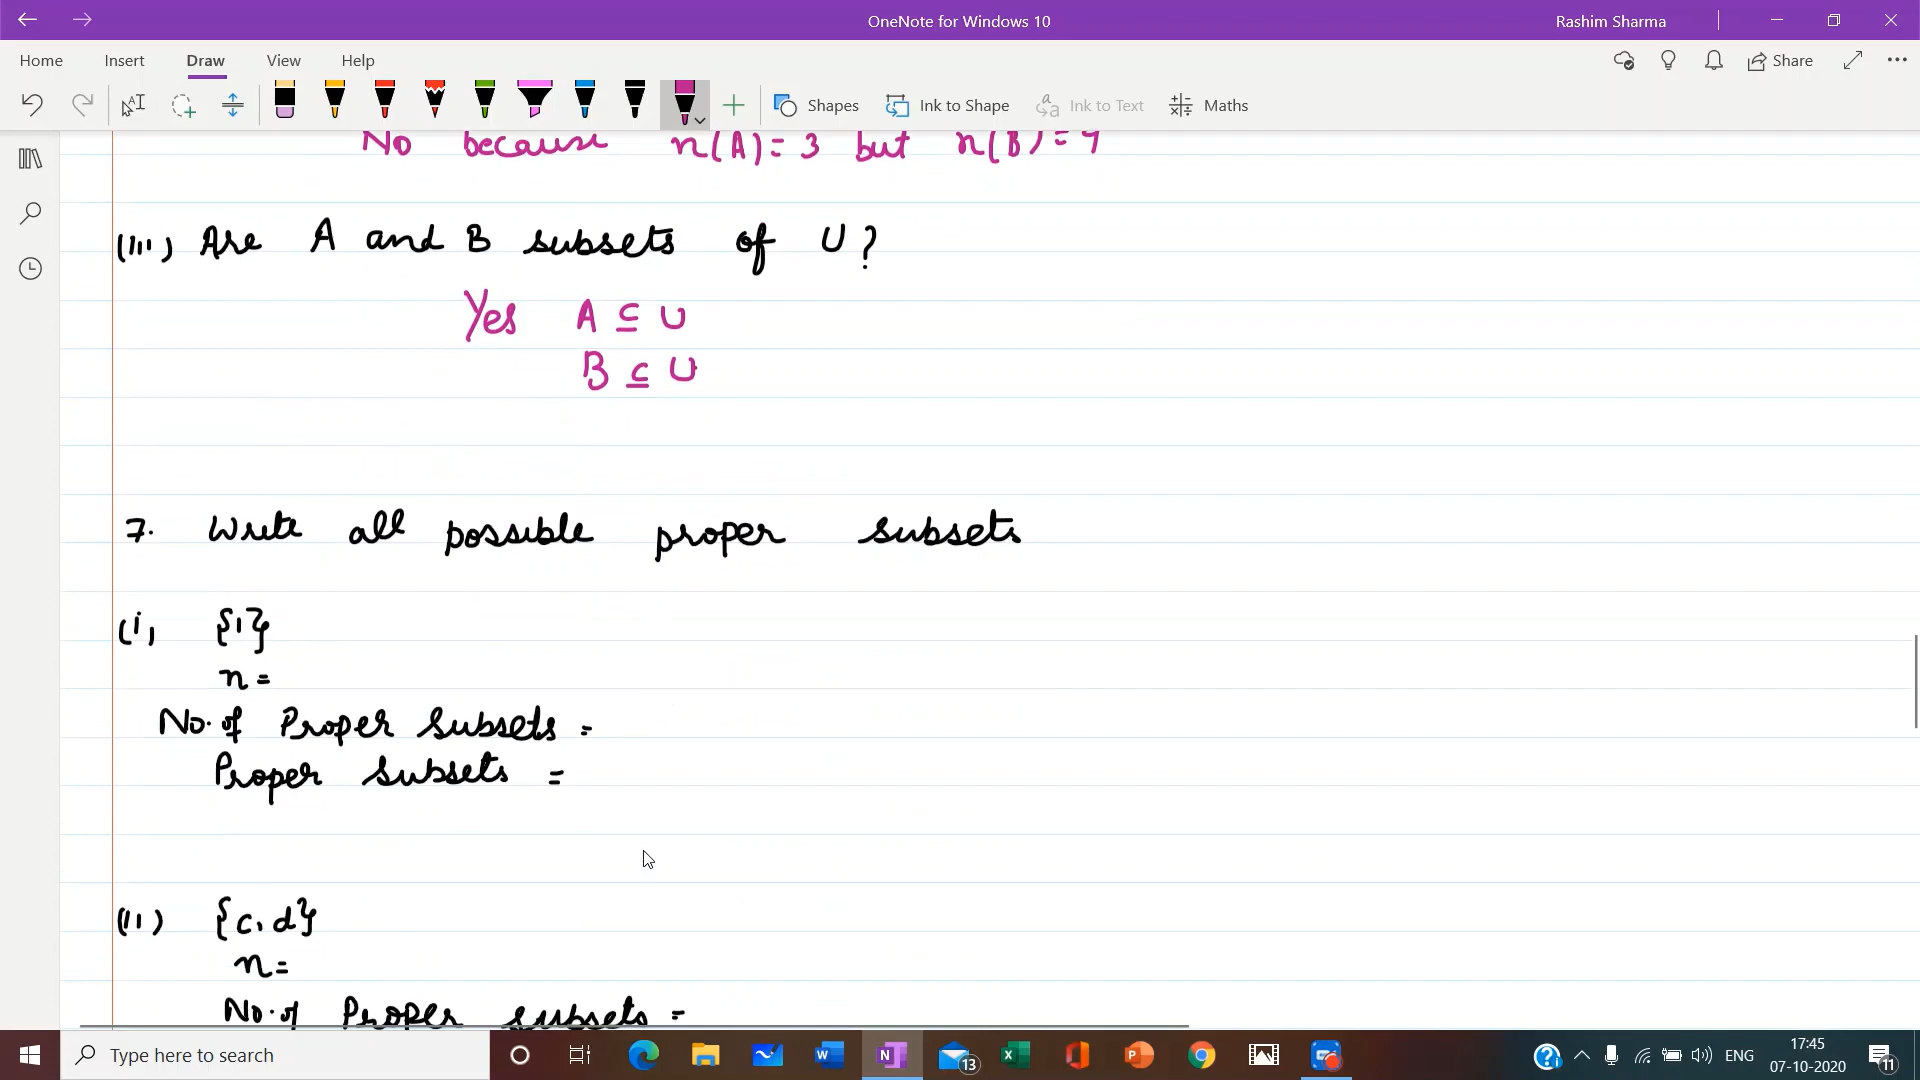 OneNote for Windows 10
Rashim Sharma
Home Insert Draw View Help
Share
Shapes Ink to Shape Ink to Text Maths
No because n(A)=3 but n(B)=4
(iii) Are A and B subsets of U?
Yes A ⊆ U
B ⊆ U
7. Write all possible proper subsets
(i) {1}
n=
No. of Proper Subsets =
Proper Subsets =
(ii) {c, d}
n=
No. of Proper subsets =
Type here to search
13
ENG
17:45
07-10-2020
11